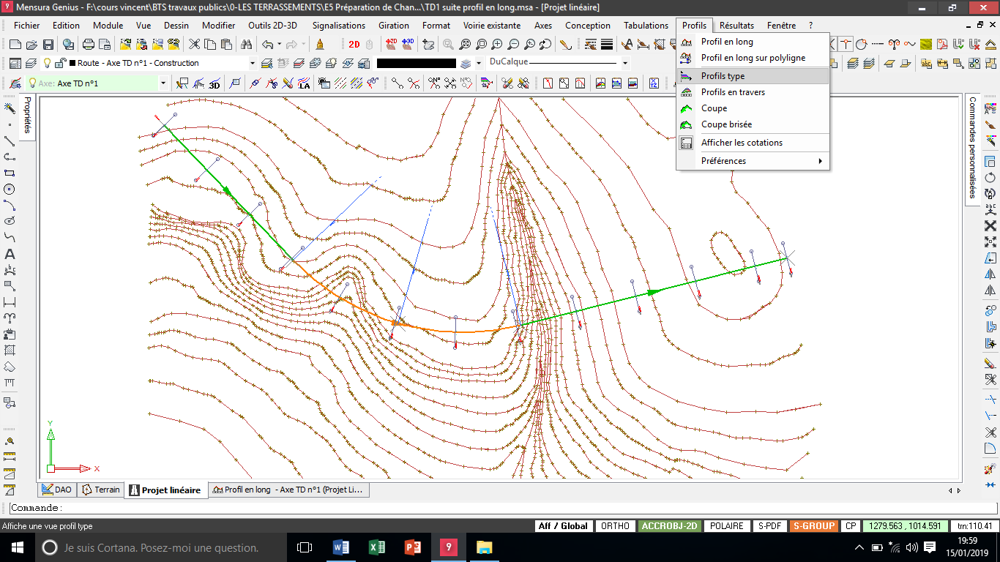 Mensura Genius - F:\cours vincent\BTS travaux publics\0-LES TERRASSEMENTS\E5 Préparation de Chan...\TD1 suite profil en long.msa - [Projet linéaire]
Fichier Edition Module Vue Dessin Modifier Outils 2D-3D Signalisations Giration Format Voirie existante Axes Conception Tabulations Profils Résultats Fenêtre ?
Profil en long
Profil en long sur polyligne
Profils type
Profils en travers
Coupe
Coupe brisée
Afficher les cotations
Préférences
2D
Route - Axe TD n°1 - Construction
DuCalque
Axe: Axe TD n°1
3D
Propriétés
Commandes personnalisées
Y
X
DAO Terrain Projet linéaire Profil en long - Axe TD n°1 (Projet Li...
Commande:
Affiche une vue profil type
Aff / Global ORTHO ACCROBJ-2D POLAIRE S-PDF S-GROUP CP 1279.563 , 1014.591 trn:110.41
Je suis Cortana. Posez-moi une question.
9
19:59
15/01/2019